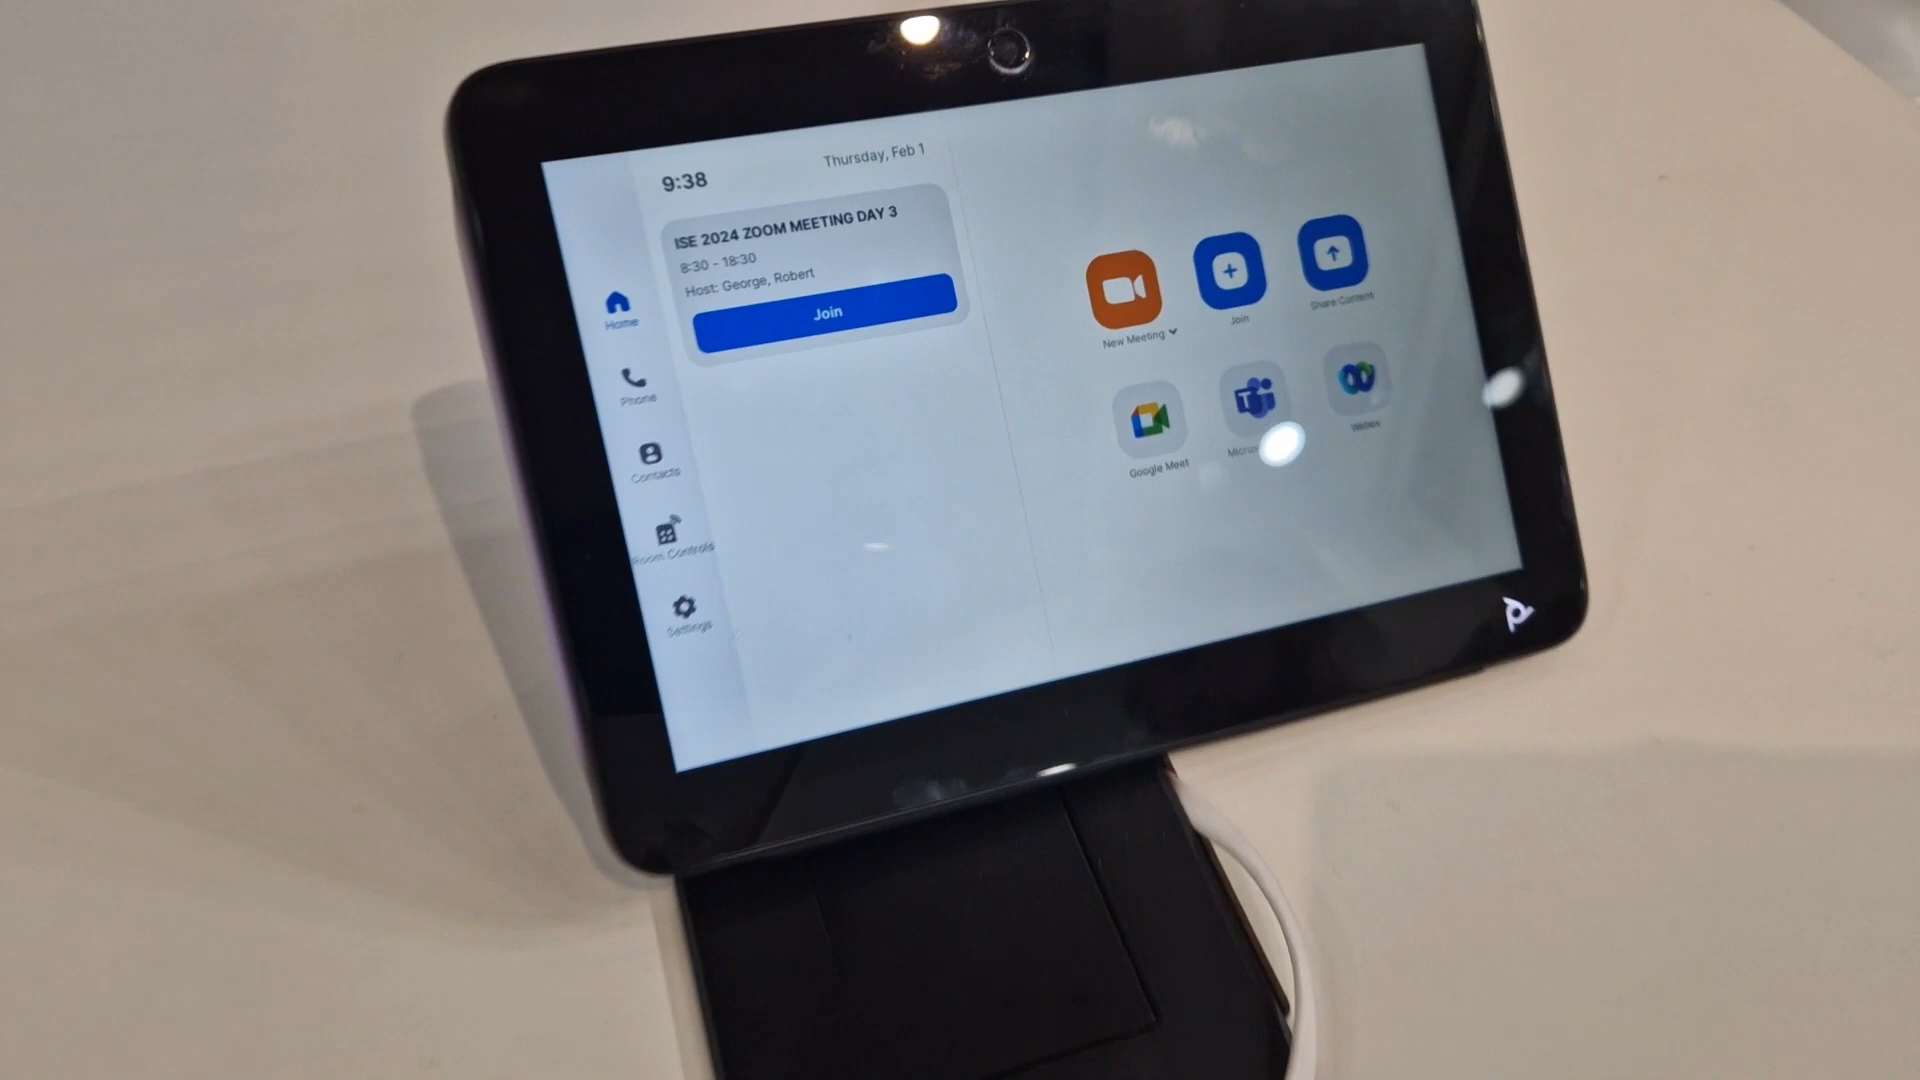 9:38
Thursday, Feb 1
ISE 2024 ZOOM MEETING DAY 3
8:30 - 18:30
Host: George, Robert
Join
Home
Phone
Contacts
Room Controls
Settings
New Meeting
Join
Share Content
Google Meet
Webex